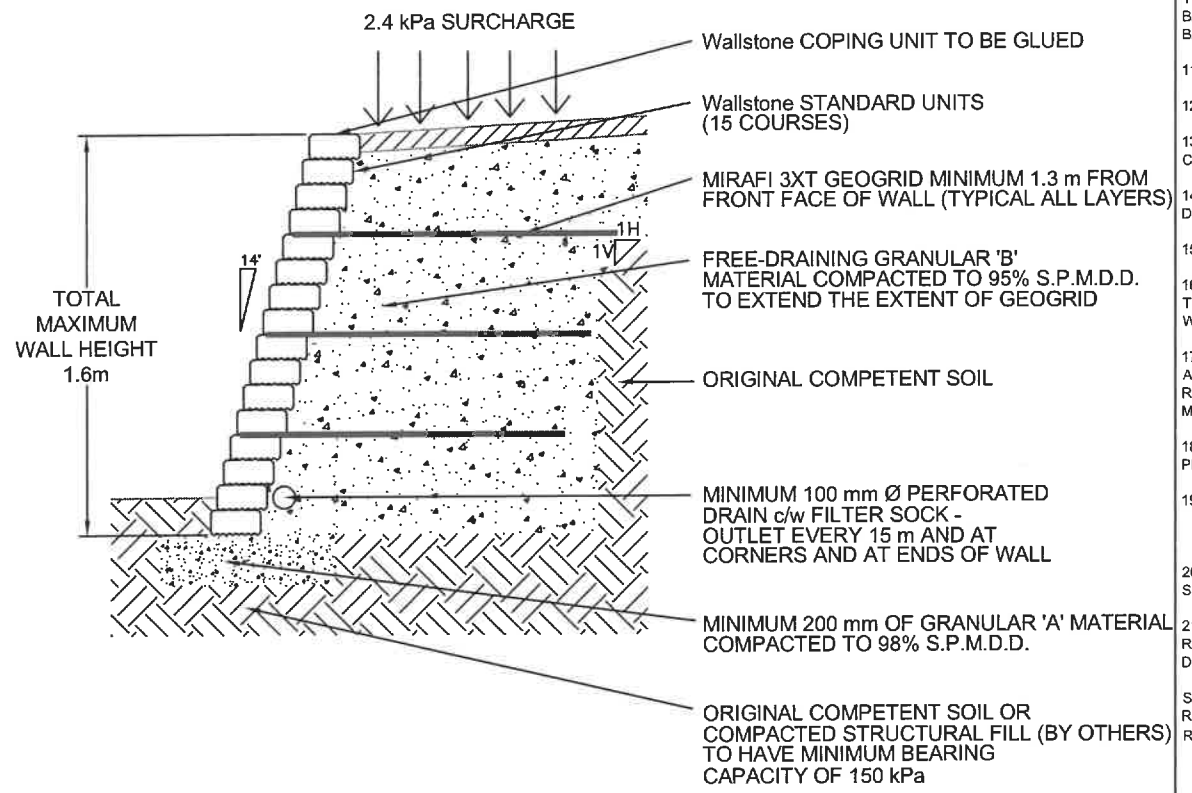 2.4 kPa SURCHARGE
Wallstone COPING UNIT TO BE GLUED
Wallstone STANDARD UNITS
(15 COURSES)
MIRAFI 3XT GEOGRID MINIMUM 1.3 m FROM
FRONT FACE OF WALL (TYPICAL ALL LAYERS)
1H
1V
14'
FREE-DRAINING GRANULAR 'B'
MATERIAL COMPACTED TO 95% S.P.M.D.D.
TO EXTEND THE EXTENT OF GEOGRID
TOTAL
MAXIMUM
WALL HEIGHT
1.6m
ORIGINAL COMPETENT SOIL
MINIMUM 100 mm Ø PERFORATED
DRAIN c/w FILTER SOCK -
OUTLET EVERY 15 m AND AT
CORNERS AND AT ENDS OF WALL
MINIMUM 200 mm OF GRANULAR 'A' MATERIAL
COMPACTED TO 98% S.P.M.D.D.
ORIGINAL COMPETENT SOIL OR
COMPACTED STRUCTURAL FILL (BY OTHERS)
TO HAVE MINIMUM BEARING
CAPACITY OF 150 kPa